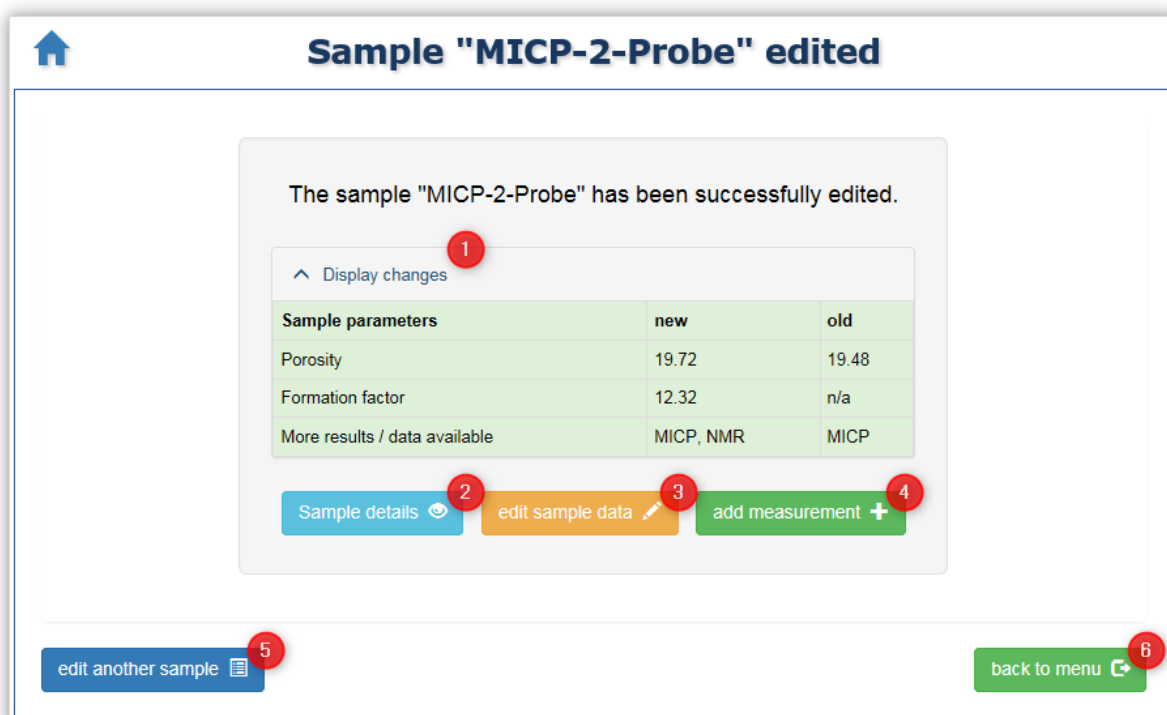 Sample "MICP-2-Probe" edited
The sample "MICP-2-Probe" has been successfully edited.
1
Display changes
Sample parameters new old
Porosity 19.72 19.48
Formation factor 12.32 n/a
More results / data available MICP, NMR MICP
2 3 4
Sample details edit sample data add measurement
5 6
edit another sample back to menu